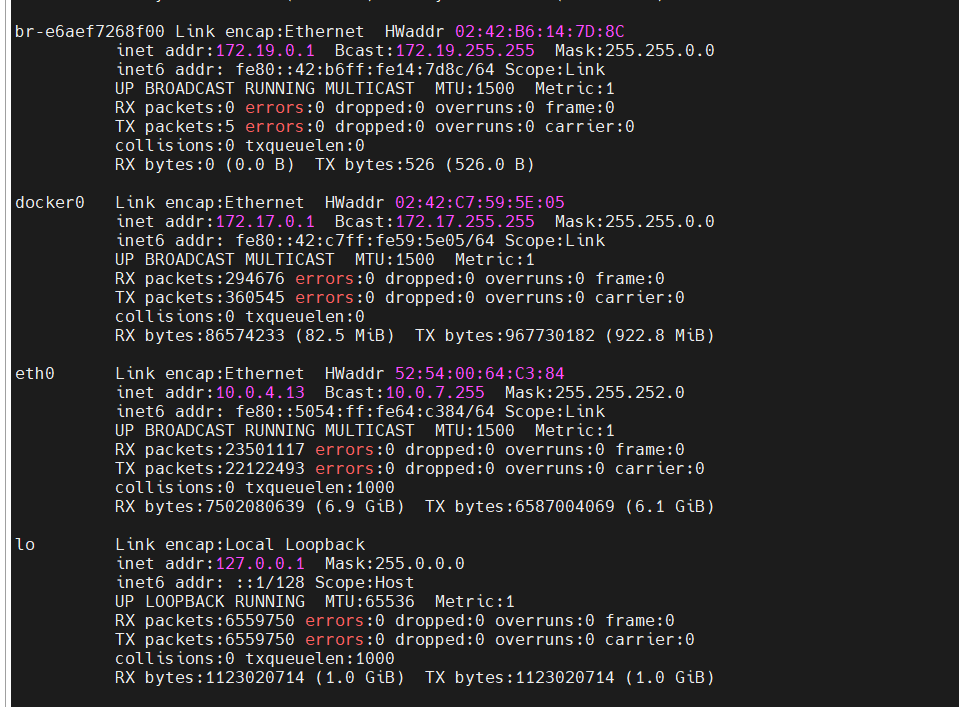 br-e6aef7268f00 Link encap:Ethernet  HWaddr 02:42:B6:14:7D:8C
          inet addr:172.19.0.1  Bcast:172.19.255.255  Mask:255.255.0.0
          inet6 addr: fe80::42:b6ff:fe14:7d8c/64 Scope:Link
          UP BROADCAST RUNNING MULTICAST  MTU:1500  Metric:1
          RX packets:0 errors:0 dropped:0 overruns:0 frame:0
          TX packets:5 errors:0 dropped:0 overruns:0 carrier:0
          collisions:0 txqueuelen:0
          RX bytes:0 (0.0 B)  TX bytes:526 (526.0 B)

docker0   Link encap:Ethernet  HWaddr 02:42:C7:59:5E:05
          inet addr:172.17.0.1  Bcast:172.17.255.255  Mask:255.255.0.0
          inet6 addr: fe80::42:c7ff:fe59:5e05/64 Scope:Link
          UP BROADCAST MULTICAST  MTU:1500  Metric:1
          RX packets:294676 errors:0 dropped:0 overruns:0 frame:0
          TX packets:360545 errors:0 dropped:0 overruns:0 carrier:0
          collisions:0 txqueuelen:0
          RX bytes:86574233 (82.5 MiB)  TX bytes:967730182 (922.8 MiB)

eth0      Link encap:Ethernet  HWaddr 52:54:00:64:C3:84
          inet addr:10.0.4.13  Bcast:10.0.7.255  Mask:255.255.252.0
          inet6 addr: fe80::5054:ff:fe64:c384/64 Scope:Link
          UP BROADCAST RUNNING MULTICAST  MTU:1500  Metric:1
          RX packets:23501117 errors:0 dropped:0 overruns:0 frame:0
          TX packets:22122493 errors:0 dropped:0 overruns:0 carrier:0
          collisions:0 txqueuelen:1000
          RX bytes:7502080639 (6.9 GiB)  TX bytes:6587004069 (6.1 GiB)

lo        Link encap:Local Loopback
          inet addr:127.0.0.1  Mask:255.0.0.0
          inet6 addr: ::1/128 Scope:Host
          UP LOOPBACK RUNNING  MTU:65536  Metric:1
          RX packets:6559750 errors:0 dropped:0 overruns:0 frame:0
          TX packets:6559750 errors:0 dropped:0 overruns:0 carrier:0
          collisions:0 txqueuelen:1000
          RX bytes:1123020714 (1.0 GiB)  TX bytes:1123020714 (1.0 GiB)